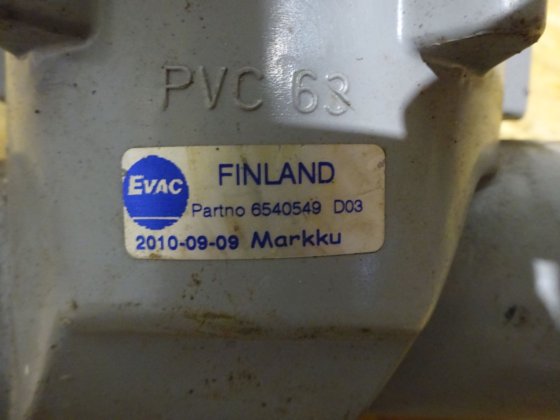 PVC 63
EVAC
FINLAND
Partno 6540549 D03
2010-09-09 Markku